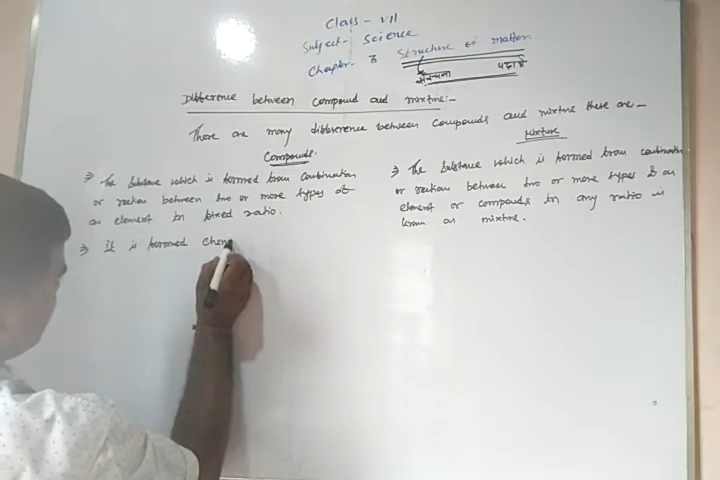 Class - VII
Subject - Science
Chapter. 3 Structure of matter.
संरचना पदार्थ
Difference between Compound and mixture:-
There are many difference between Compounds and mixture these are-
Compounds.
⇒ The Substance which is formed from Combination
or reaction between two or more types of
an element in fixed ratio.
⇒ It is formed Chem
Mixture
⇒ The Substance which is formed from combination
or reaction between two or more types of an
element or compounds in any ratio is
known as mixture.